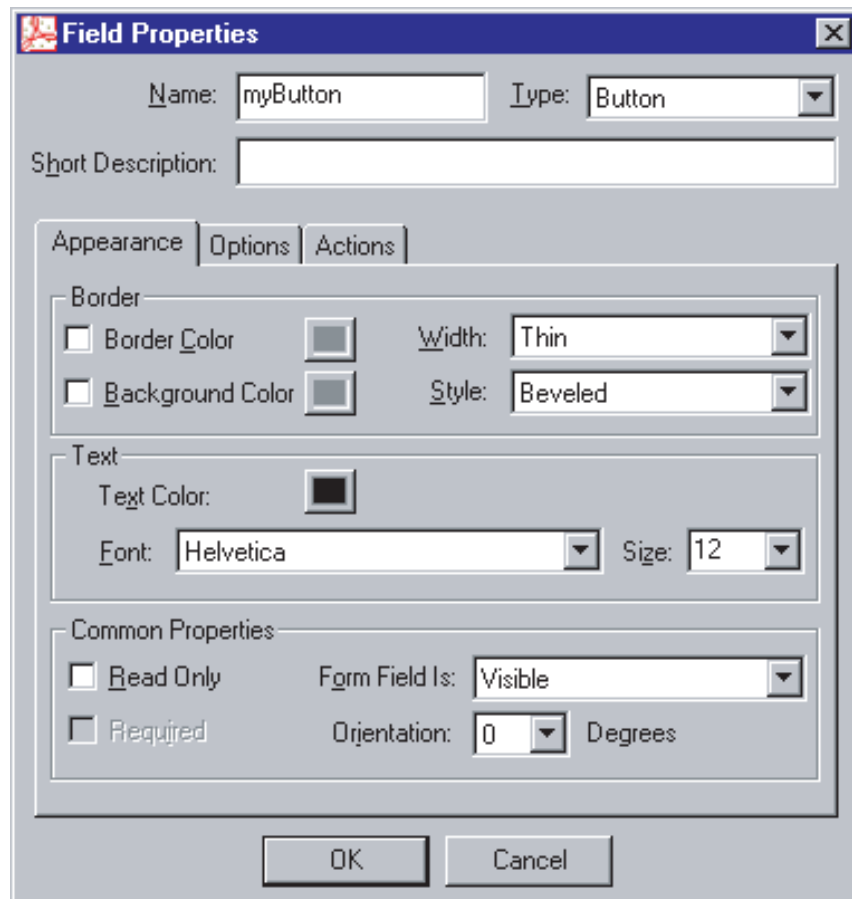 Field Properties
Name: myButton Type: Button
Short Description:
Appearance Options Actions
Border
Border Color Width: Thin
Background Color Style: Beveled
Text
Text Color:
Font: Helvetica Size: 12
Common Properties
Read Only Form Field Is: Visible
Required Orientation: 0 Degrees
OK Cancel